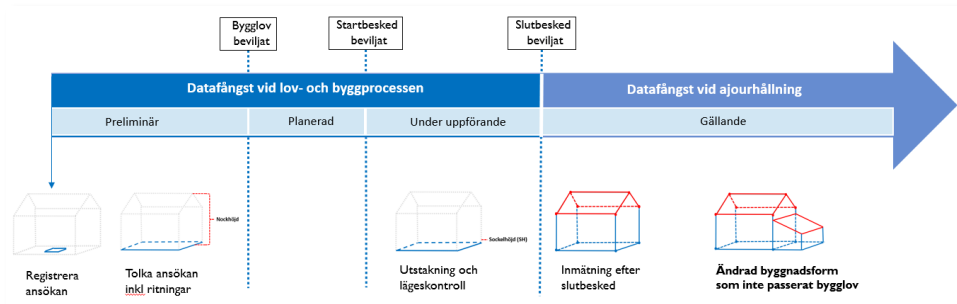 Bygglov
beviljat
Startbesked
beviljat
Slutbesked
beviljat
Datafångst vid lov- och byggprocessen
Datafångst vid ajourhållning
Preliminär
Planerad
Under uppförande
Gällande
Nockhöjd
Sockelhöjd (SH)
Registrera
ansökan
Tolka ansökan
inkl ritningar
Utstakning och
lägeskontroll
Inmätning efter
slutbesked
Ändrad byggnadsform
som inte passerat bygglov